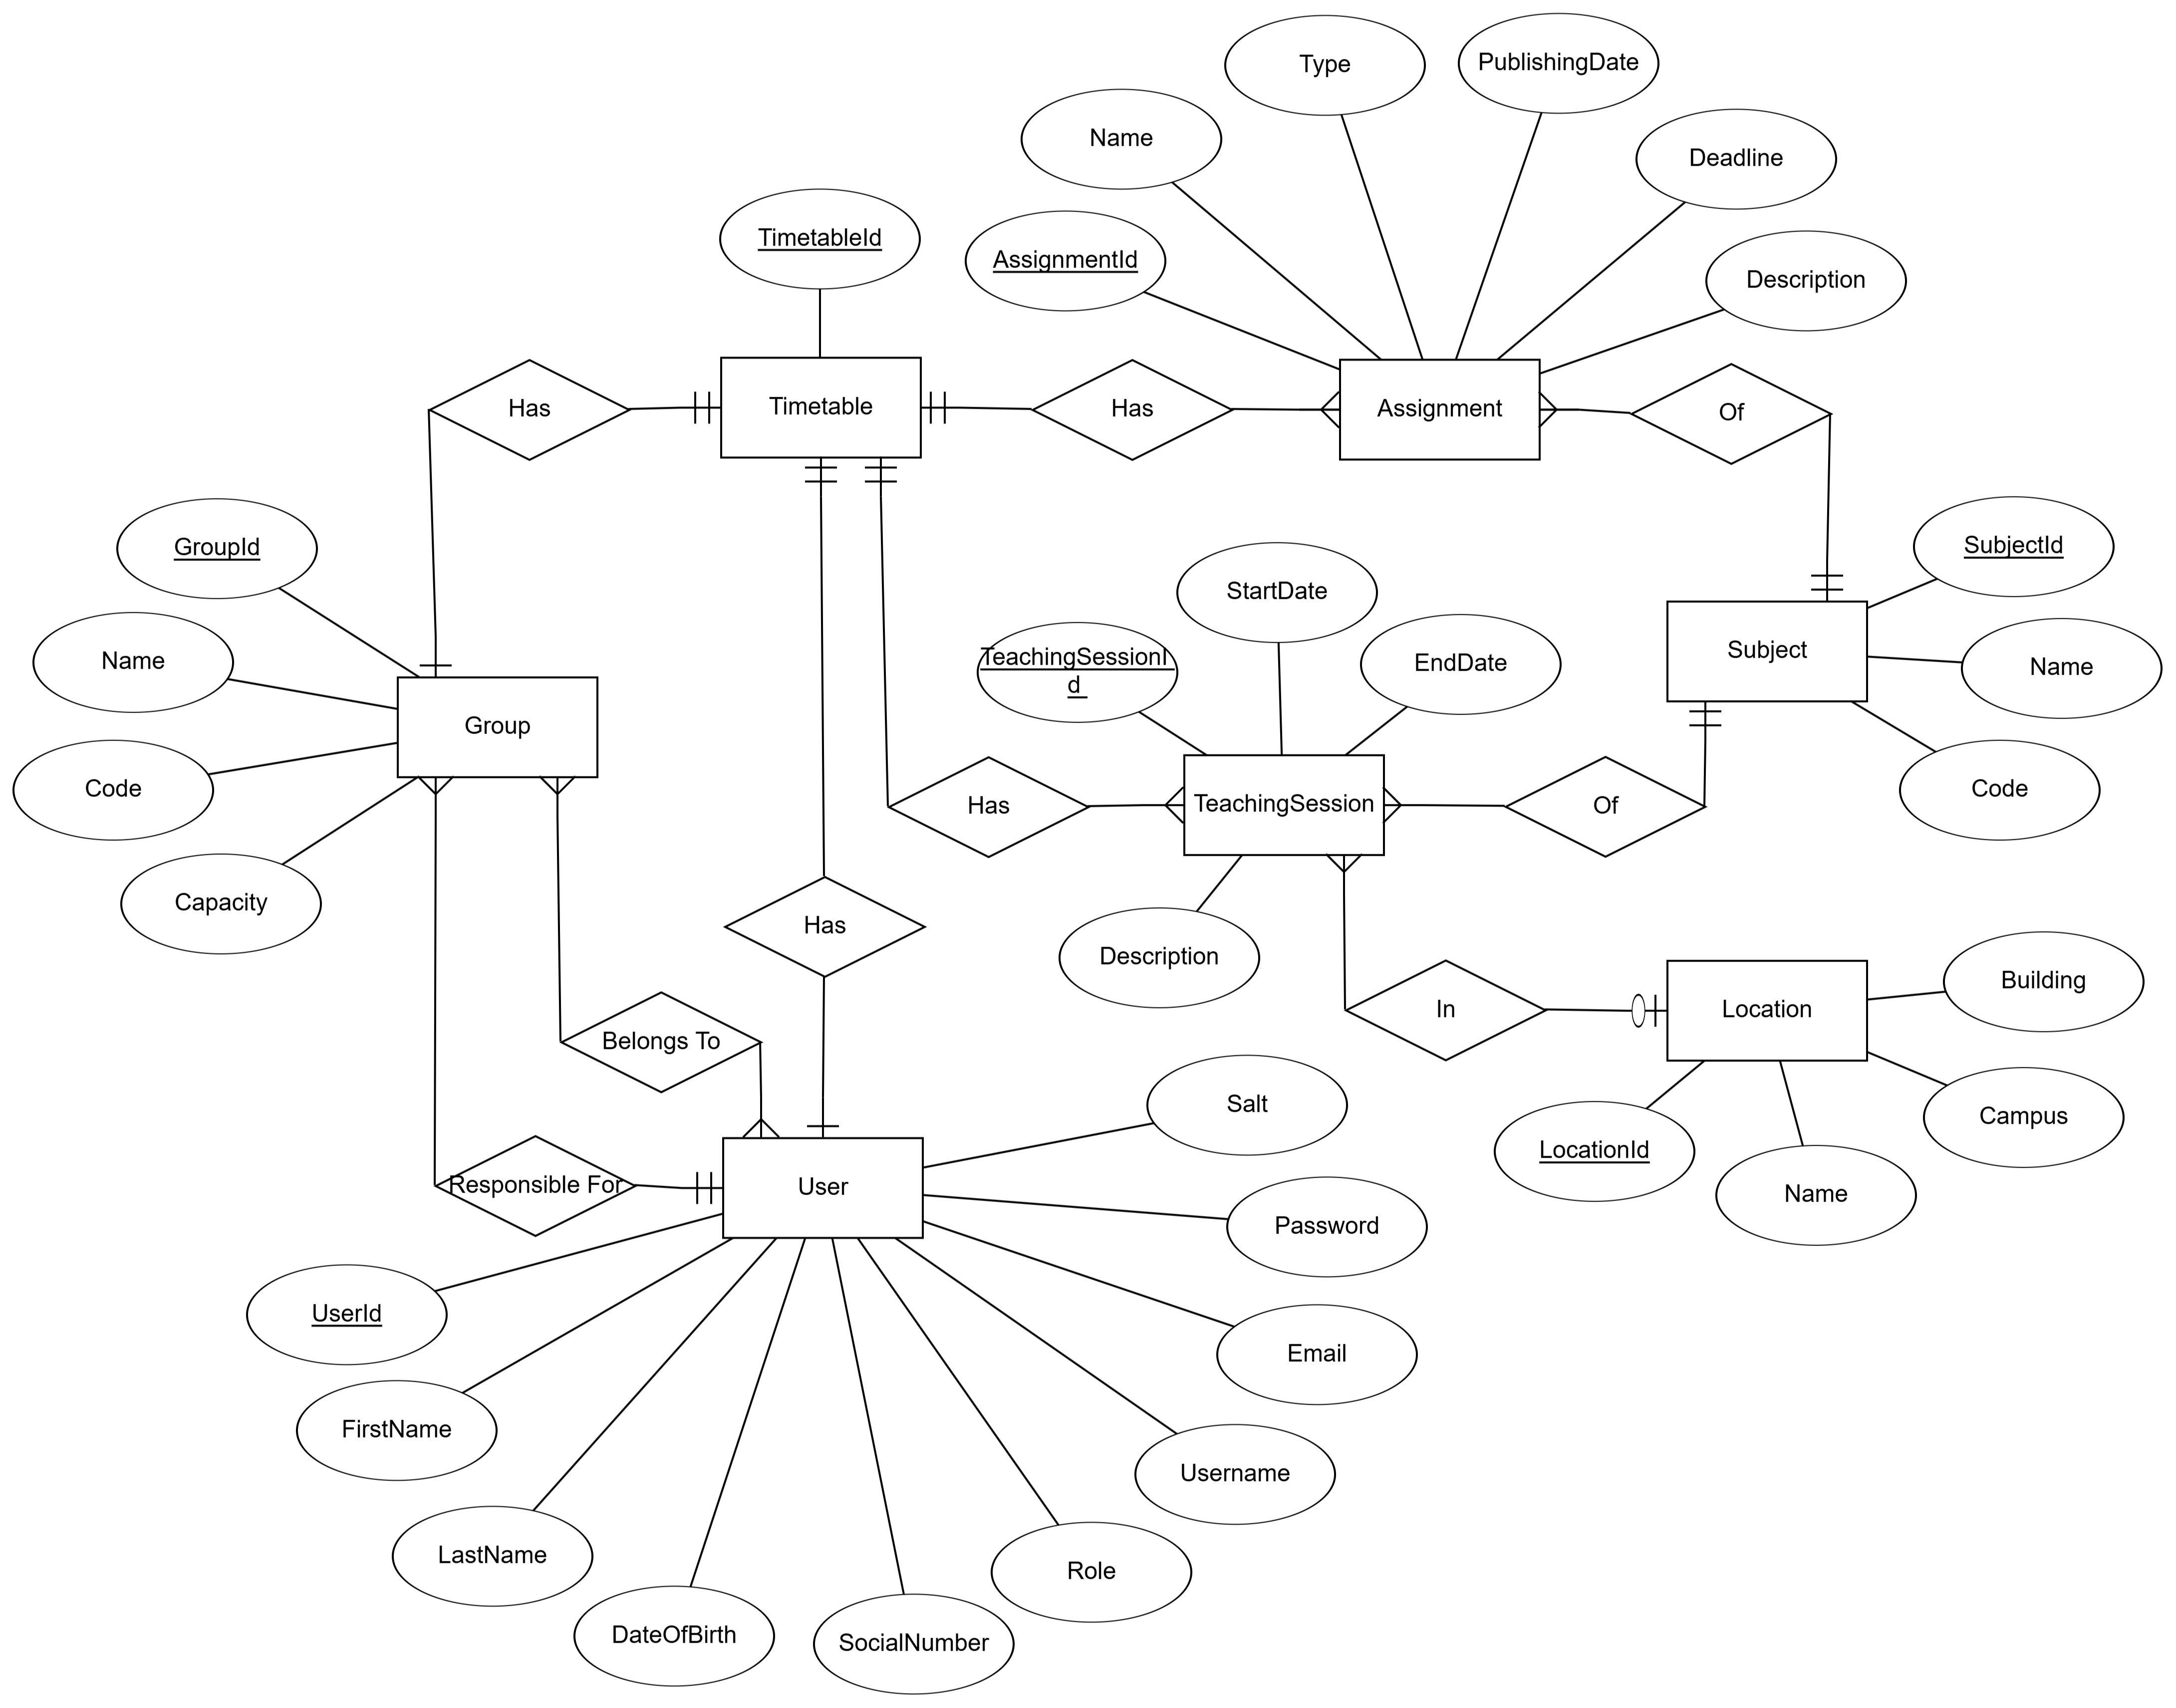 Type
PublishingDate
Name
Deadline
TimetableId
AssignmentId
Description
Has
Timetable
Has
Assignment
Of
GroupId
SubjectId
StartDate
Name
TeachingSessionI
d
EndDate
Subject
Name
Group
Code
Has
TeachingSession
Of
Code
Capacity
Has
Description
Building
In
Location
Belongs To
Salt
Campus
LocationId
Responsible For
User
Name
Password
UserId
Email
FirstName
Username
LastName
Role
DateOfBirth
SocialNumber